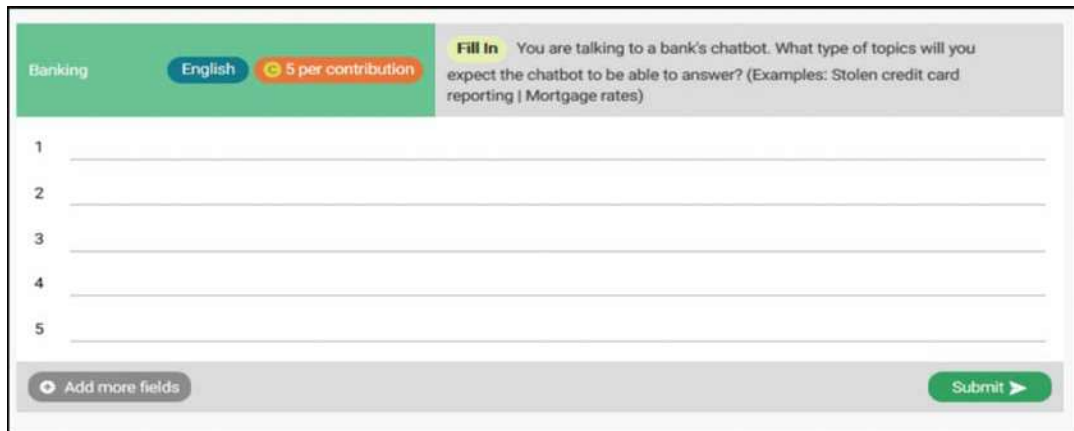 Banking
English
C 5 per contribution
Fill In You are talking to a bank's chatbot. What type of topics will you
expect the chatbot to be able to answer? (Examples: Stolen credit card
reporting | Mortgage rates)
1
2
3
4
5
Add more fields
Submit